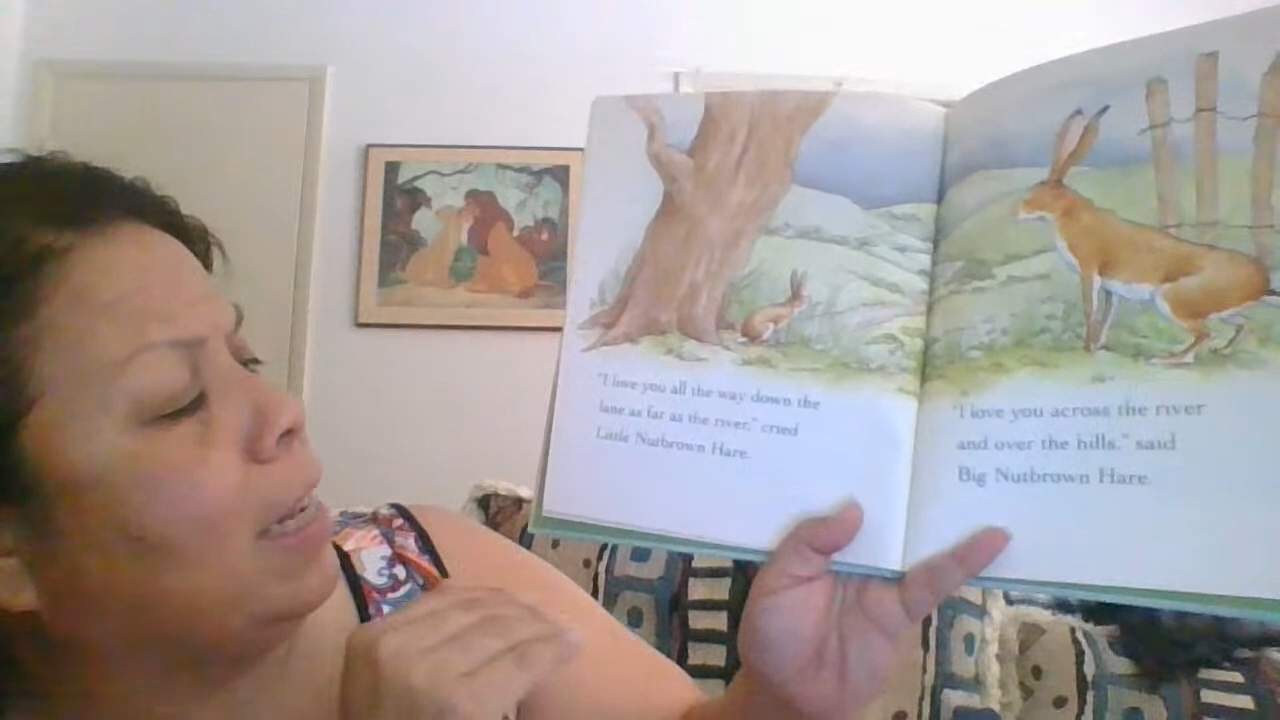 "I love you all the way down the
lane as far as the river," cried
Little Nutbrown Hare.
"I love you across the river
and over the hills," said
Big Nutbrown Hare.